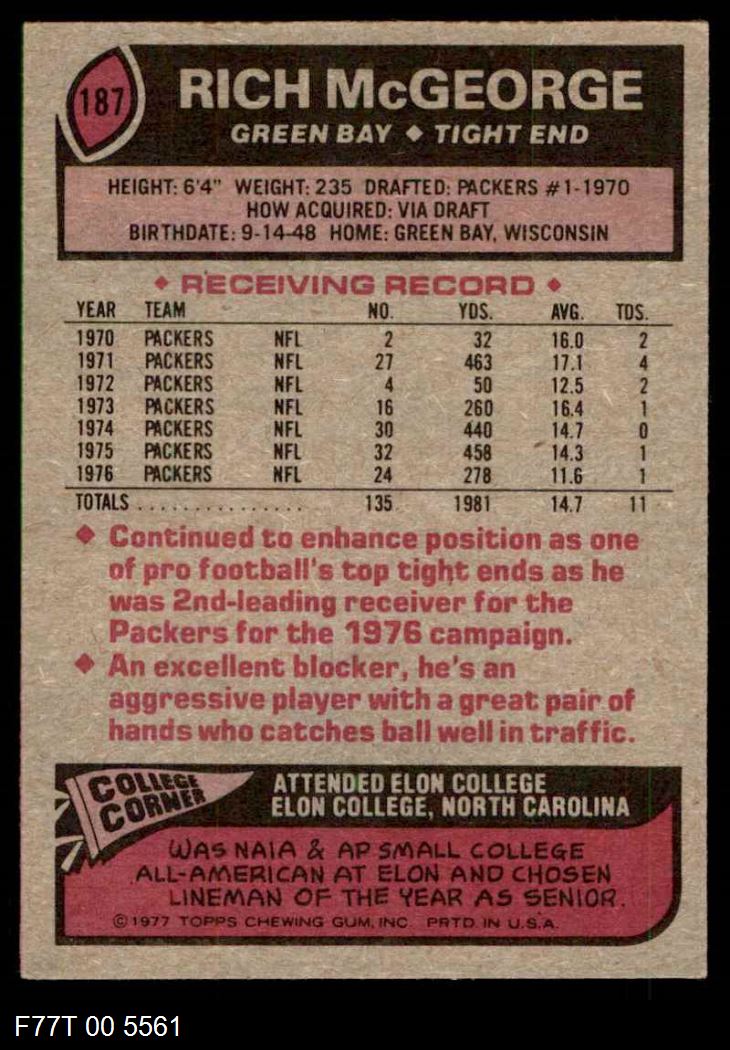 187
RICH McGEORGE
GREEN BAY ◆ TIGHT END
HEIGHT: 6'4" WEIGHT: 235 DRAFTED: PACKERS #1-1970
HOW ACQUIRED: VIA DRAFT
BIRTHDATE: 9-14-48 HOME: GREEN BAY, WISCONSIN
◆ RECEIVING RECORD ◆
YEAR TEAM NO. YDS. AVG. TDS.
1970 PACKERS NFL 2 32 16.0 2
1971 PACKERS NFL 27 463 17.1 4
1972 PACKERS NFL 4 50 12.5 2
1973 PACKERS NFL 16 260 16.4 1
1974 PACKERS NFL 30 440 14.7 0
1975 PACKERS NFL 32 458 14.3 1
1976 PACKERS NFL 24 278 11.6 1
TOTALS . . . . . . . . . . . . . . . 135 1981 14.7 11
◆ Continued to enhance position as one
of pro football's top tight ends as he
was 2nd-leading receiver for the
Packers for the 1976 campaign.
◆ An excellent blocker, he's an
aggressive player with a great pair of
hands who catches ball well in traffic.
COLLEGE
CORNER
ATTENDED ELON COLLEGE
ELON COLLEGE, NORTH CAROLINA
WAS NAIA & AP SMALL COLLEGE
ALL-AMERICAN AT ELON AND CHOSEN
LINEMAN OF THE YEAR AS SENIOR.
© 1977 TOPPS CHEWING GUM, INC. PRTD. IN U.S.A.
F77T 00 5561